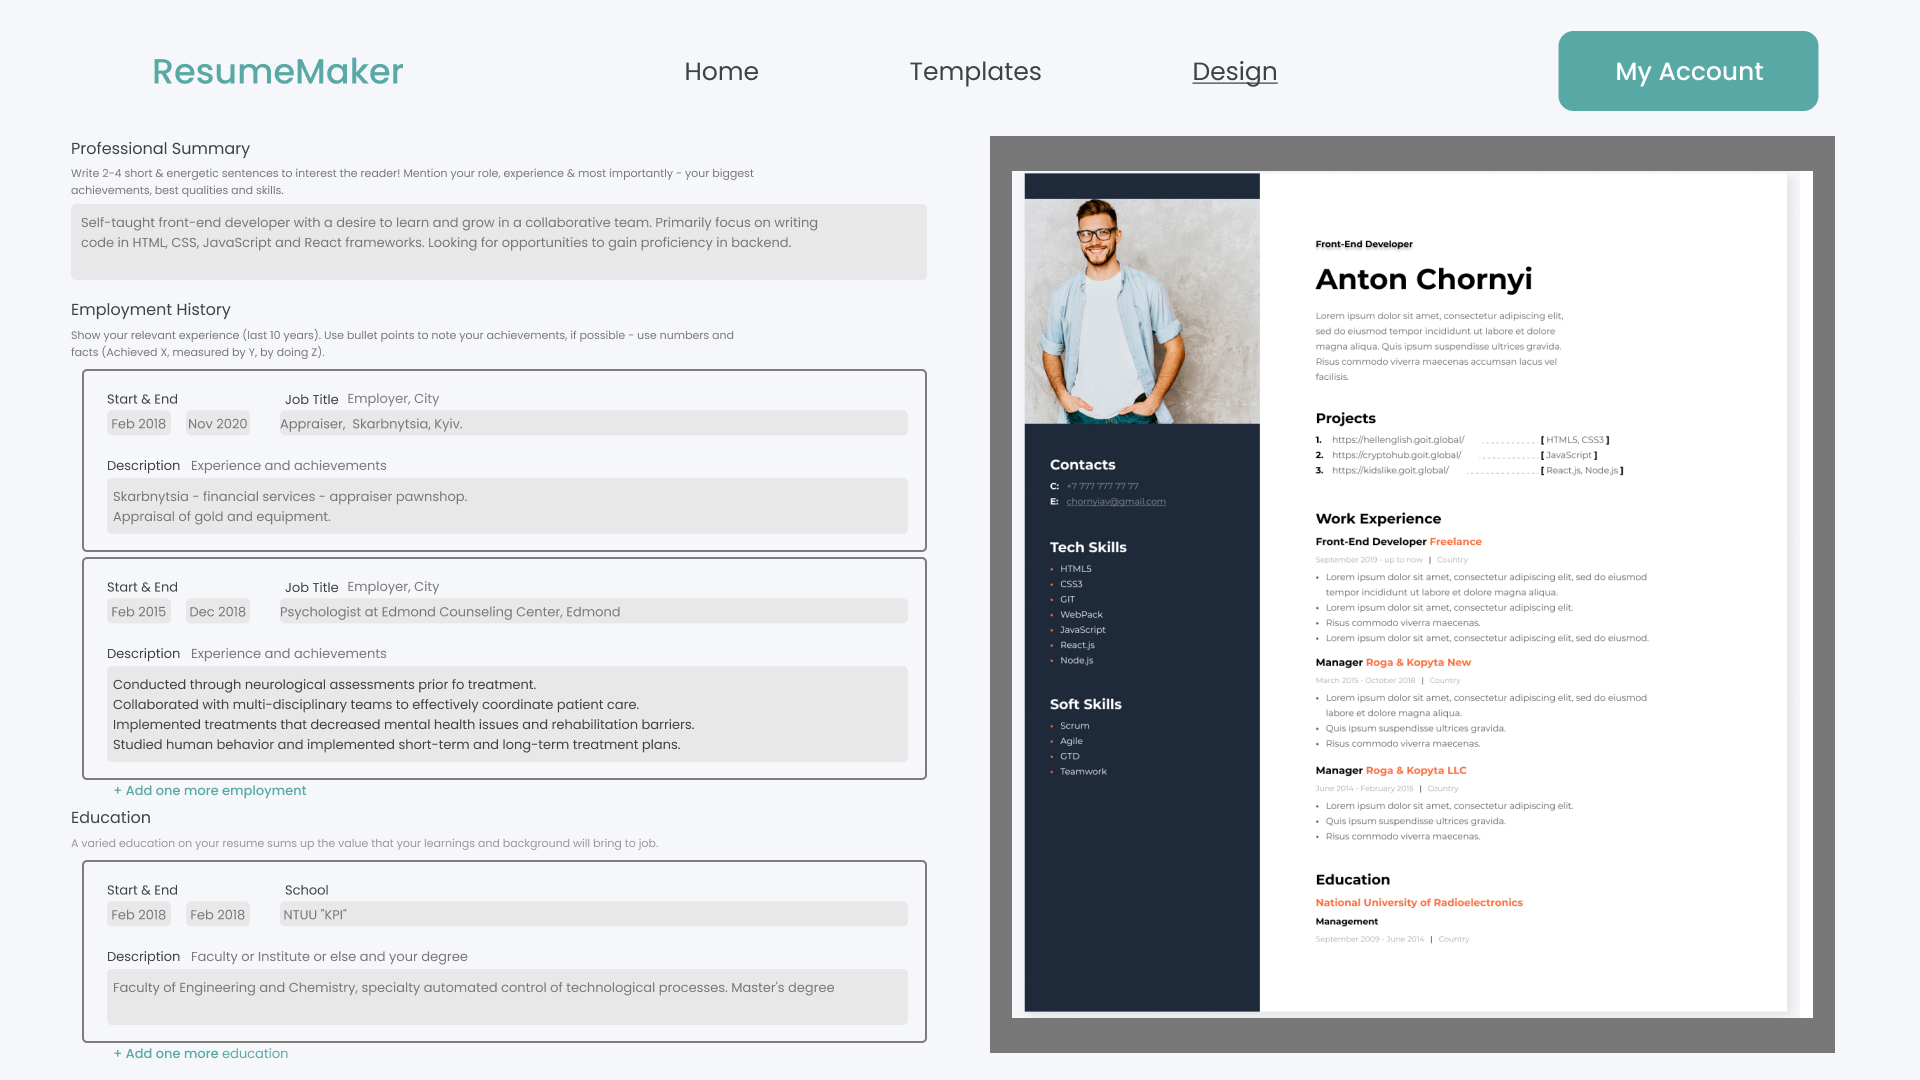 ResumeMaker
Home
Templates
Design
My Account
Professional Summary
Write 2-4 short & energetic sentences to interest the reader! Mention your role, experience & most importantly - your biggest
achievements, best qualities and skills.
Self-taught front-end developer with a desire to learn and grow in a collaborative team. Primarily focus on writing
code in HTML, CSS, JavaScript and React frameworks. Looking for opportunities to gain proficiency in backend.
Employment History
Show your relevant experience (last 10 years). Use bullet points to note your achievements, if possible - use numbers and
facts (Achieved X, measured by Y, by doing Z).
Start & End
Job Title Employer, City
Feb 2018 Nov 2020
Appraiser, Skarbnytsia, Kyiv.
Description Experience and achievements
Skarbnytsia - financial services - appraiser pawnshop.
Appraisal of gold and equipment.
Start & End
Job Title Employer, City
Feb 2015 Dec 2018
Psychologist at Edmond Counseling Center, Edmond
Description Experience and achievements
Conducted through neurological assessments prior fo treatment.
Collaborated with multi-disciplinary teams to effectively coordinate patient care.
Implemented treatments that decreased mental health issues and rehabilitation barriers.
Studied human behavior and implemented short-term and long-term treatment plans.
+ Add one more employment
Education
A varied education on your resume sums up the value that your learnings and background will bring to job.
Start & End
School
Feb 2018 Feb 2018
NTUU "KPI"
Description Faculty or Institute or else and your degree
Faculty of Engineering and Chemistry, specialty automated control of technological processes. Master's degree
+ Add one more education
Contacts
C: +7 777 777 77 77
E: chornyiav@gmail.com
Tech Skills
• HTML5
• CSS3
• GIT
• WebPack
• JavaScript
• React.js
• Node.js
Soft Skills
• Scrum
• Agile
• GTD
• Teamwork
Front-End Developer
Anton Chornyi
Lorem ipsum dolor sit amet, consectetur adipiscing elit,
sed do eiusmod tempor incididunt ut labore et dolore
magna aliqua. Quis ipsum suspendisse ultrices gravida.
Risus commodo viverra maecenas accumsan lacus vel
facilisis.
Projects
1. https://hellenglish.goit.global/ [ HTML5, CSS3 ]
2. https://cryptohub.goit.global/ [ JavaScript ]
3. https://kidslike.goit.global/ [ React.js, Node.js ]
Work Experience
Front-End Developer Freelance
September 2019 - up to now | Country
• Lorem ipsum dolor sit amet, consectetur adipiscing elit, sed do eiusmod
tempor incididunt ut labore et dolore magna aliqua.
• Lorem ipsum dolor sit amet, consectetur adipiscing elit.
• Risus commodo viverra maecenas.
• Lorem ipsum dolor sit amet, consectetur adipiscing elit, sed do eiusmod.
Manager Roga & Kopyta New
March 2015 - October 2018 | Country
• Lorem ipsum dolor sit amet, consectetur adipiscing elit, sed do eiusmod
labore et dolore magna aliqua.
• Quis ipsum suspendisse ultrices gravida.
• Risus commodo viverra maecenas.
Manager Roga & Kopyta LLC
June 2014 - February 2015 | Country
• Lorem ipsum dolor sit amet, consectetur adipiscing elit.
• Quis ipsum suspendisse ultrices gravida.
• Risus commodo viverra maecenas.
Education
National University of Radioelectronics
Management
September 2009 - June 2014 | Country